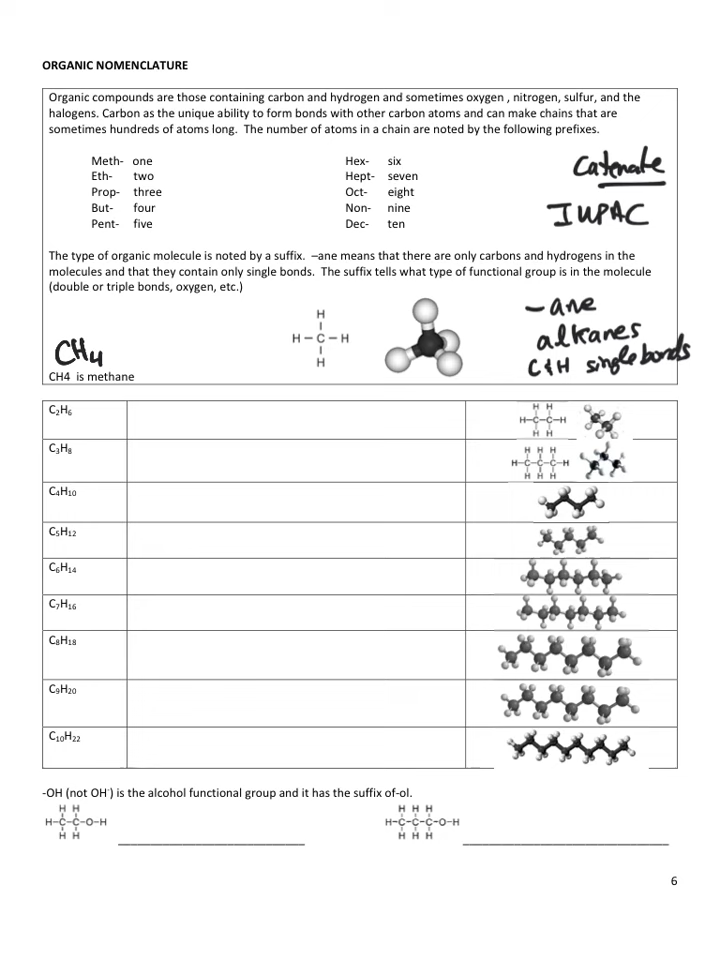 ORGANIC NOMENCLATURE
Organic compounds are those containing carbon and hydrogen and sometimes oxygen , nitrogen, sulfur, and the
halogens. Carbon as the unique ability to form bonds with other carbon atoms and can make chains that are
sometimes hundreds of atoms long.  The number of atoms in a chain are noted by the following prefixes.
Meth- one
Eth- two
Prop- three
But- four
Pent- five
Hex- six
Hept- seven
Oct- eight
Non- nine
Dec- ten
Catenate
IUPAC
The type of organic molecule is noted by a suffix.  –ane means that there are only carbons and hydrogens in the
molecules and that they contain only single bonds.  The suffix tells what type of functional group is in the molecule
(double or triple bonds, oxygen, etc.)
CH4
CH4  is methane
H
H-C-H
H
-ane
alkanes
C&H single bonds
C₂H₆
H H
H-C-C-H
H H
C₃H₈
H H H
H-C-C-C-H
H H H
C₄H₁₀
C₅H₁₂
C₆H₁₄
C₇H₁₆
C₈H₁₈
C₉H₂₀
C₁₀H₂₂
-OH (not OH⁻) is the alcohol functional group and it has the suffix of-ol.
H H
H-C-C-O-H
H H
H H H
H-C-C-C-O-H
H H H
6